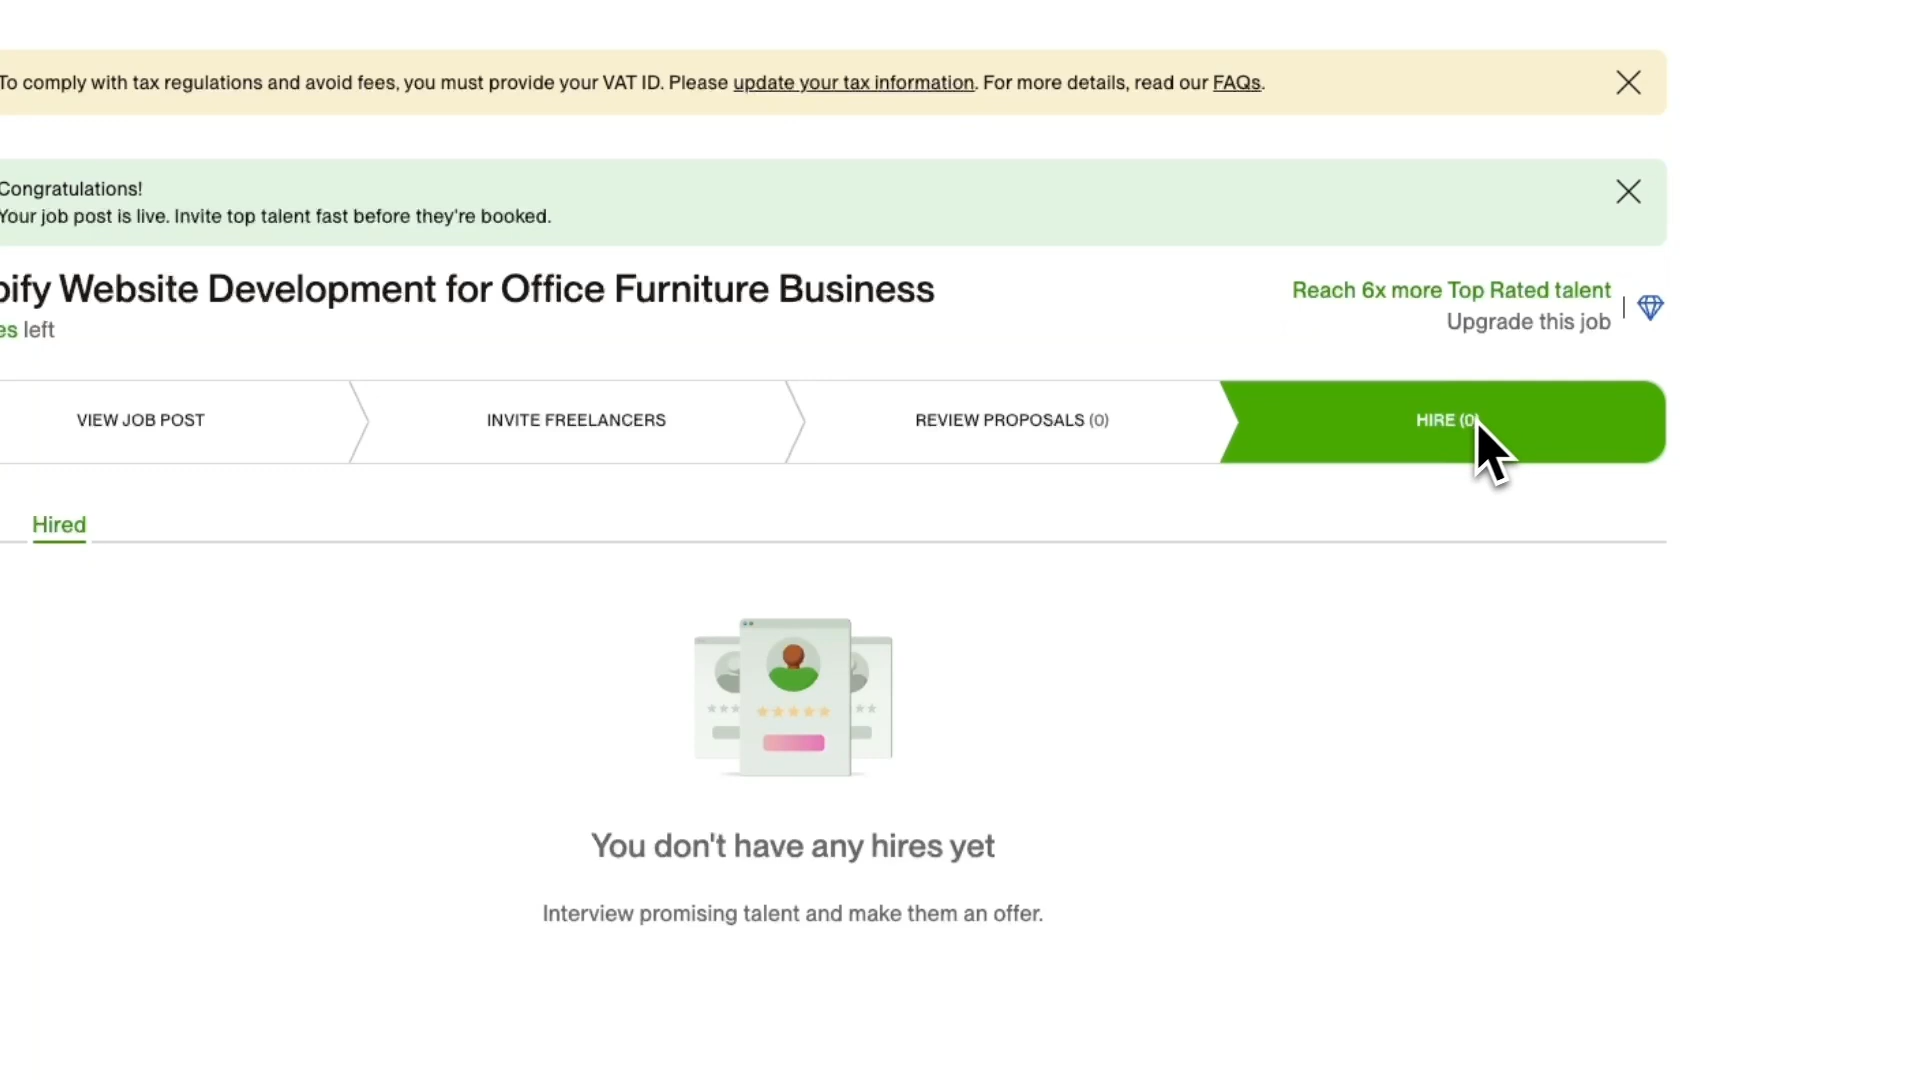 To comply with tax regulations and avoid fees, you must provide your VAT ID. Please update your tax information. For more details, read our FAQs.
Congratulations!
Your job post is live. Invite top talent fast before they're booked.
pify Website Development for Office Furniture Business
Reach 6x more Top Rated talent
es left
Upgrade this job
VIEW JOB POST
INVITE FREELANCERS
REVIEW PROPOSALS (0)
HIRE (0)
Hired
You don't have any hires yet
Interview promising talent and make them an offer.